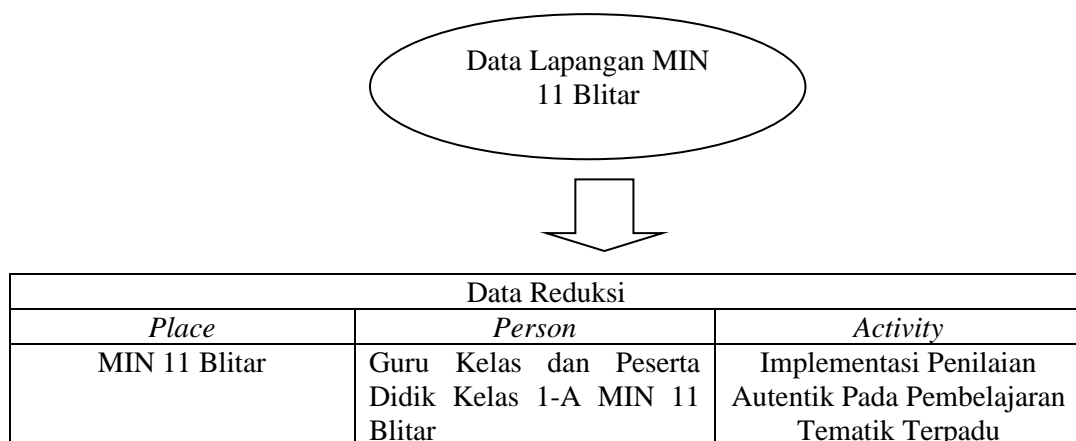 Data Lapangan MIN
11 Blitar
Data Reduksi
Place Person Activity
MIN 11 Blitar Guru Kelas dan Peserta Implementasi Penilaian
Didik Kelas 1-A MIN 11 Autentik Pada Pembelajaran
Blitar Tematik Terpadu